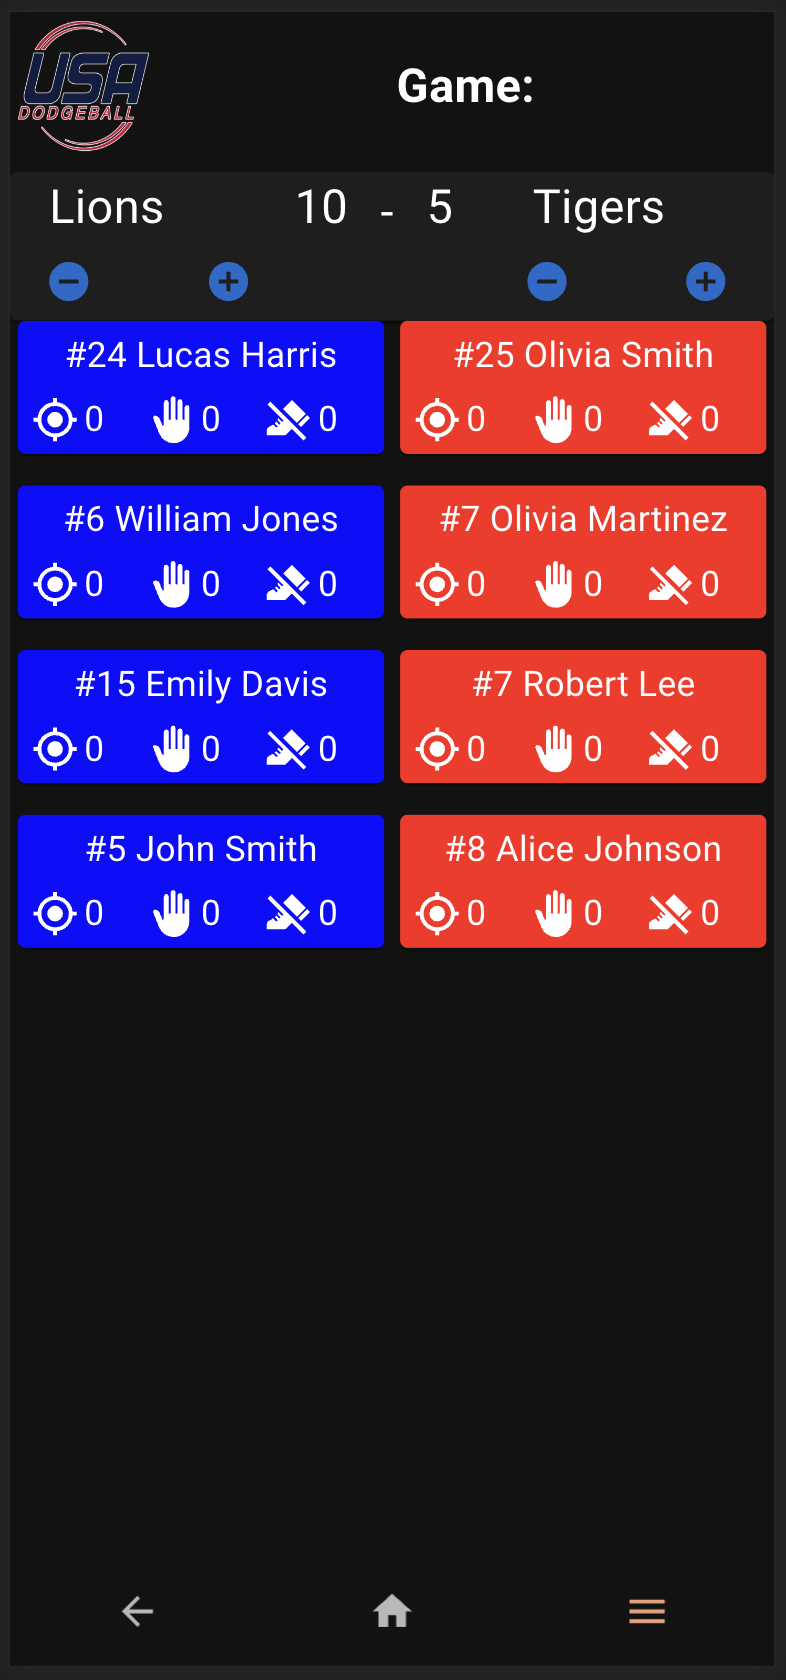 USA
DODGEBALL
Game:
Lions 10 - 5 Tigers
#24 Lucas Harris
0 0 0
#25 Olivia Smith
0 0 0
#6 William Jones
0 0 0
#7 Olivia Martinez
0 0 0
#15 Emily Davis
0 0 0
#7 Robert Lee
0 0 0
#5 John Smith
0 0 0
#8 Alice Johnson
0 0 0